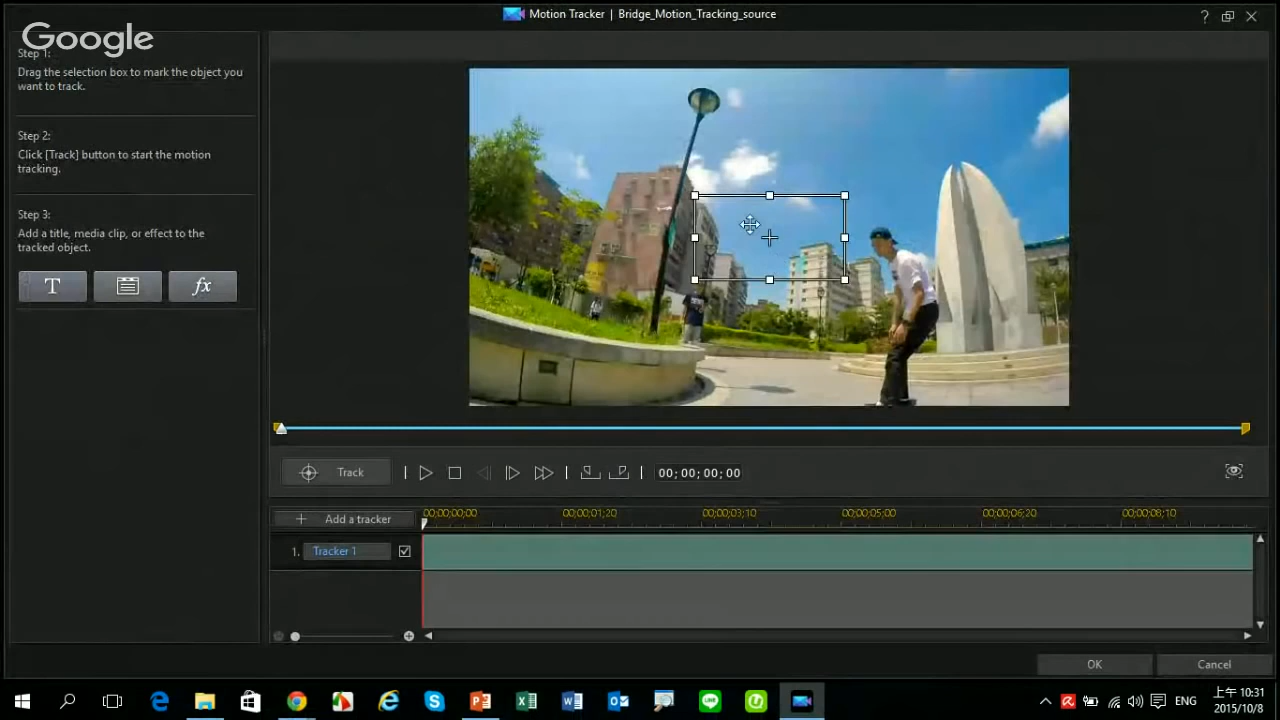 Motion Tracker | Bridge_Motion_Tracking_source
Google
Step 1:
Drag the selection box to mark the object you
want to track.
Step 2:
Click [Track] button to start the motion
tracking.
Step 3:
Add a title, media clip, or effect to the
tracked object.
T
fx
Track
00;00;00;00
Add a tracker
00;00;00;00 00;00;01;20 00;00;03;10 00;00;05;00 00;00;06;20 00;00;08;10
1. Tracker 1
OK Cancel
ENG
上午 10:31
2015/10/8